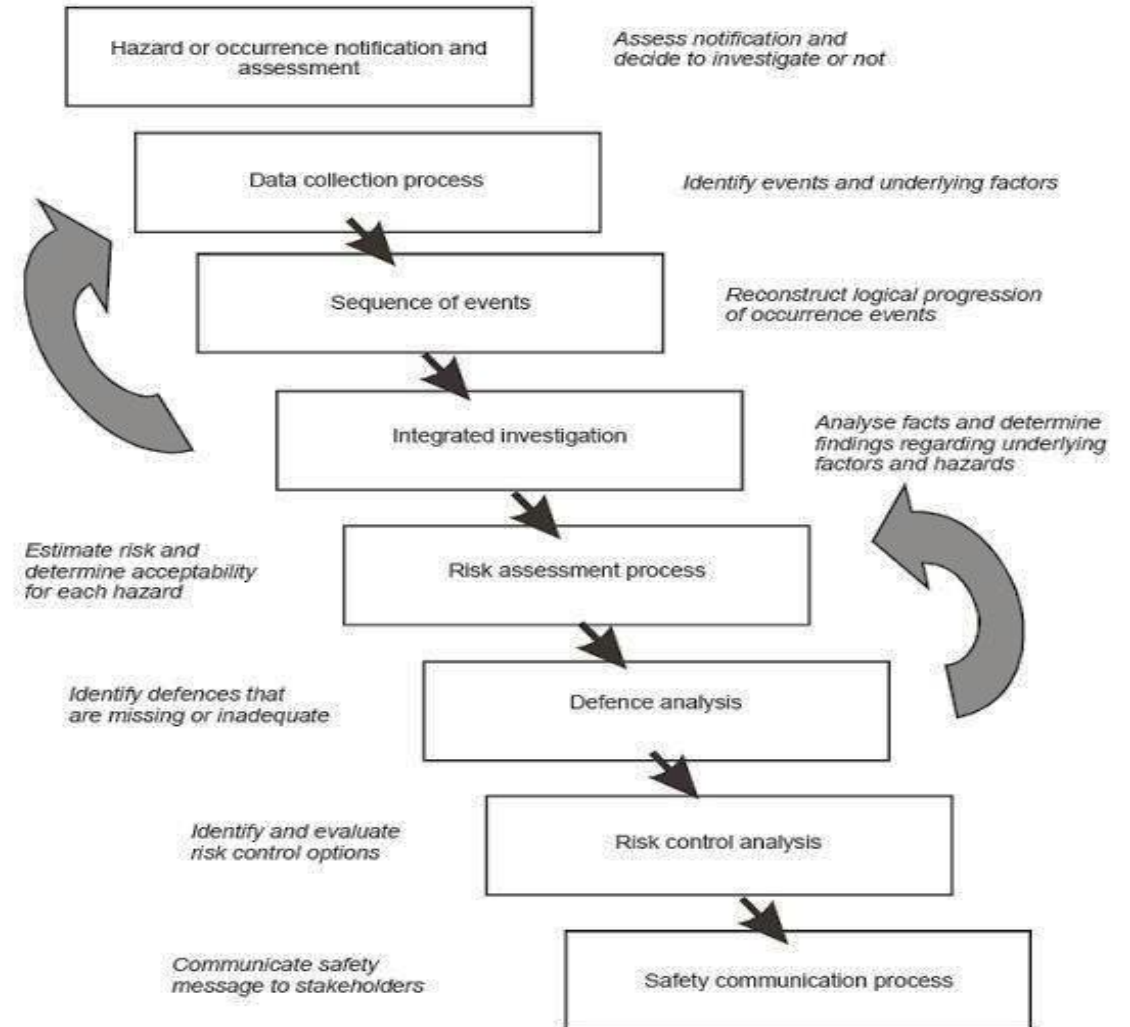 Hazard or occurrence notification and
assessment
Assess notification and
decide to investigate or not
Data collection process
Identify events and underlying factors
Sequence of events
Reconstruct logical progression
of occurrence events
Integrated investigation
Analyse facts and determine
findings regarding underlying
factors and hazards
Estimate risk and
determine acceptability
for each hazard
Risk assessment process
Identify defences that
are missing or inadequate
Defence analysis
Identify and evaluate
risk control options
Risk control analysis
Communicate safety
message to stakeholders
Safety communication process